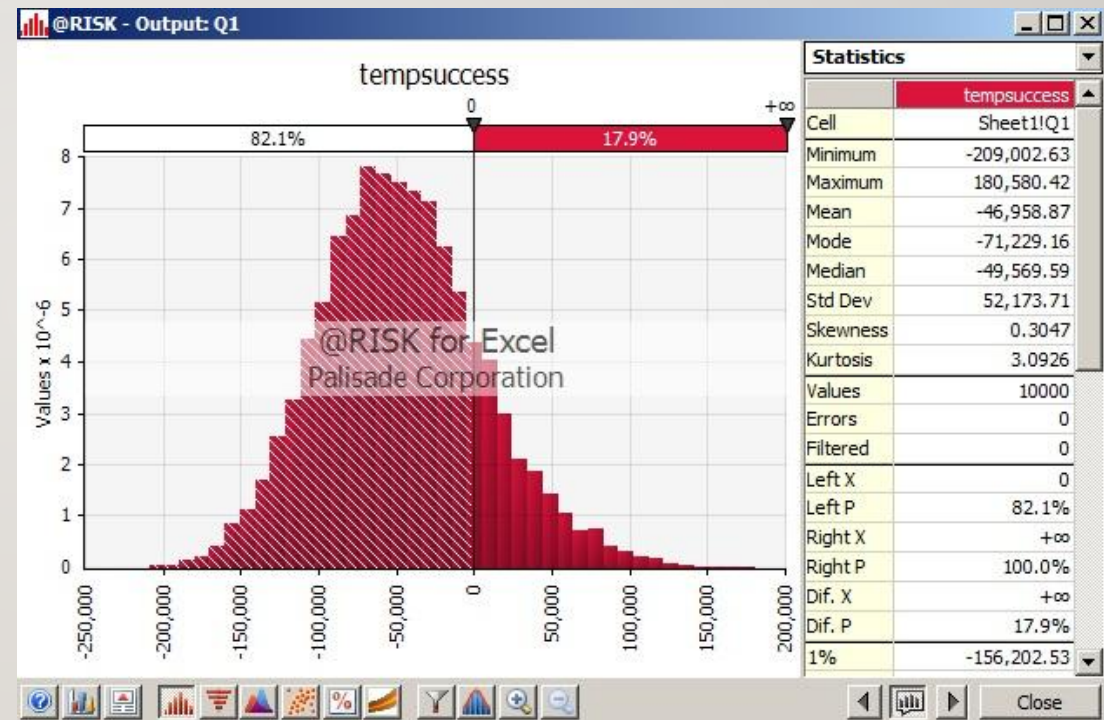 @RISK - Output: Q1
tempsuccess
0 +∞
82.1% 17.9%
8
7
6
5
4
3
2
1
0
Values x 10^-6
@RISK for Excel
Palisade Corporation
-250,000 -200,000 -150,000 -100,000 -50,000 0 50,000 100,000 150,000 200,000
Statistics
tempsuccess
Cell Sheet1!Q1
Minimum -209,002.63
Maximum 180,580.42
Mean -46,958.87
Mode -71,229.16
Median -49,569.59
Std Dev 52,173.71
Skewness 0.3047
Kurtosis 3.0926
Values 10000
Errors 0
Filtered 0
Left X 0
Left P 82.1%
Right X +∞
Right P 100.0%
Dif. X +∞
Dif. P 17.9%
1% -156,202.53
Close